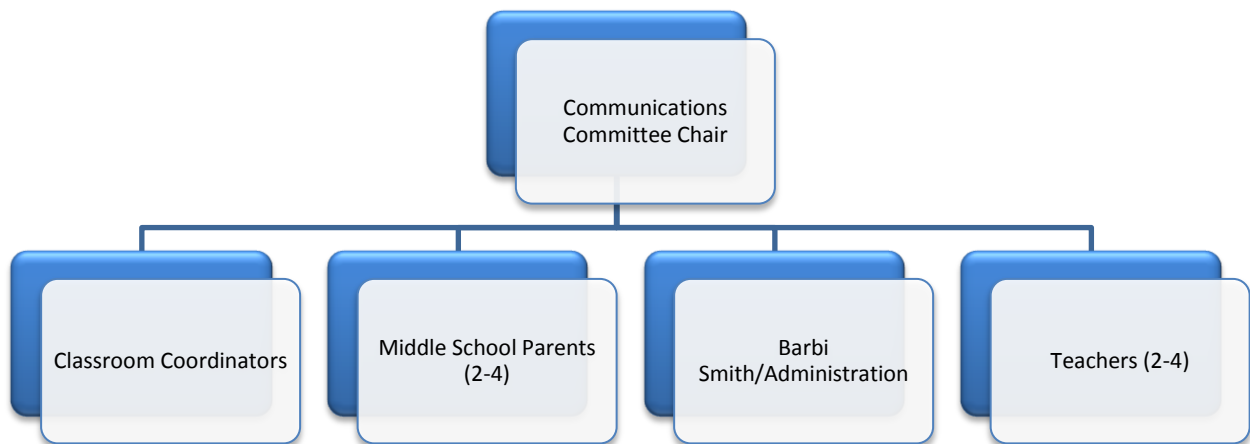 Communications
Committee Chair
Classroom Coordinators
Middle School Parents
(2-4)
Barbi
Smith/Administration
Teachers (2-4)